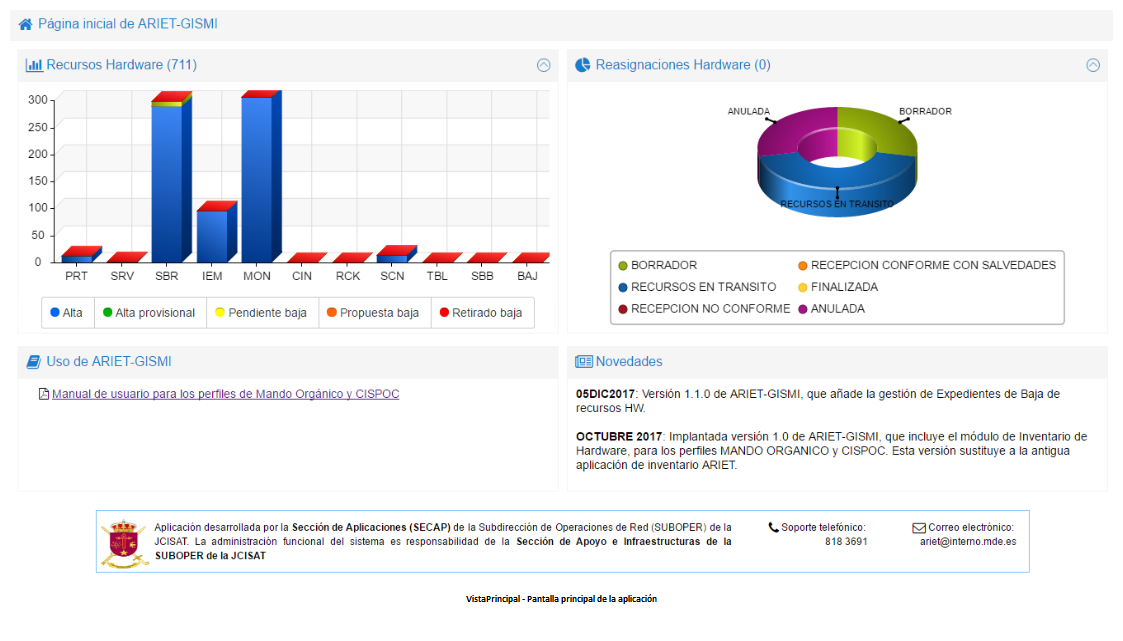 Página inicial de ARIET-GISMI
Recursos Hardware (711)
300
250
200
150
100
50
0
PRT SRV SBR IEM MON CIN RCK SCN TBL SBB BAJ
Alta Alta provisional Pendiente baja Propuesta baja Retirado baja
Reasignaciones Hardware (0)
ANULADA BORRADOR
RECURSOS EN TRANSITO
BORRADOR RECEPCION CONFORME CON SALVEDADES
RECURSOS EN TRANSITO FINALIZADA
RECEPCION NO CONFORME ANULADA
Uso de ARIET-GISMI
Manual de usuario para los perfiles de Mando Orgánico y CISPOC
Novedades
05DIC2017: Versión 1.1.0 de ARIET-GISMI, que añade la gestión de Expedientes de Baja de
recursos HW.
OCTUBRE 2017: Implantada versión 1.0 de ARIET-GISMI, que incluye el módulo de Inventario de
Hardware, para los perfiles MANDO ORGANICO y CISPOC. Esta versión sustituye a la antigua
aplicación de inventario ARIET.
Aplicación desarrollada por la Sección de Aplicaciones (SECAP) de la Subdirección de Operaciones de Red (SUBOPER) de la
JCISAT. La administración funcional del sistema es responsabilidad de la Sección de Apoyo e Infraestructuras de la
SUBOPER de la JCISAT
Soporte telefónico:
818 3691
Correo electrónico:
ariet@interno.mde.es
VistaPrincipal - Pantalla principal de la aplicación